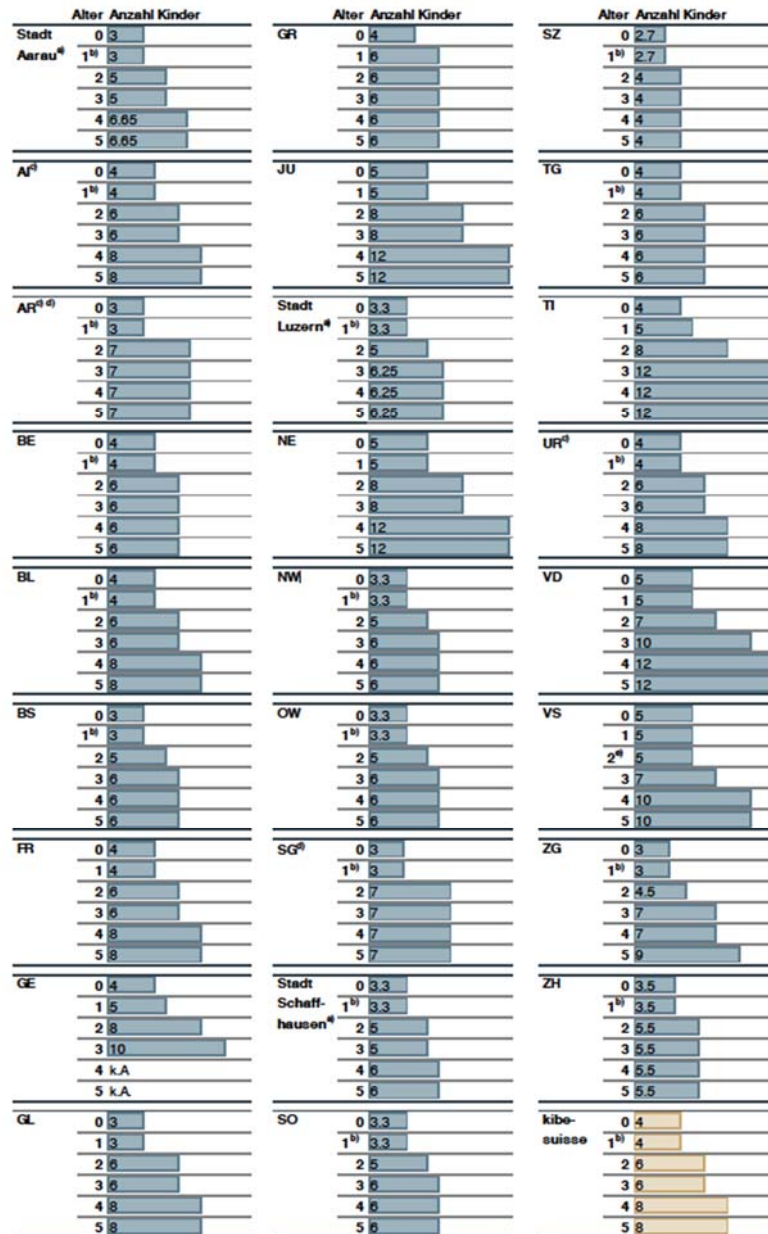 Alter Anzahl Kinder
Stadt 0 3
Aarau a) 1 b) 3
2 5
3 5
4 6.65
5 6.65
AI c) 0 4
1 b) 4
2 6
3 6
4 8
5 8
AR c) d) 0 3
1 b) 3
2 7
3 7
4 7
5 7
BE 0 4
1 b) 4
2 6
3 6
4 6
5 6
BL 0 4
1 b) 4
2 6
3 6
4 8
5 8
BS 0 3
1 b) 3
2 5
3 6
4 6
5 6
FR 0 4
1 4
2 6
3 6
4 8
5 8
GE 0 4
1 5
2 8
3 10
4 k.A
5 k.A.
GL 0 3
1 3
2 6
3 6
4 8
5 8
Alter Anzahl Kinder
GR 0 4
1 6
2 6
3 6
4 6
5 6
JU 0 5
1 5
2 8
3 8
4 12
5 12
Stadt 0 3.3
Luzern a) 1 b) 3.3
2 5
3 6.25
4 6.25
5 6.25
NE 0 5
1 5
2 8
3 8
4 12
5 12
NW 0 3.3
1 b) 3.3
2 5
3 6
4 6
5 6
OW 0 3.3
1 b) 3.3
2 5
3 6
4 6
5 6
SG d) 0 3
1 b) 3
2 7
3 7
4 7
5 7
Stadt 0 3.3
Schaff- 1 b) 3.3
hausen a) 2 5
3 5
4 6
5 6
SO 0 3.3
1 b) 3.3
2 5
3 6
4 6
5 6
Alter Anzahl Kinder
SZ 0 2.7
1 b) 2.7
2 4
3 4
4 4
5 4
TG 0 4
1 b) 4
2 6
3 6
4 6
5 6
TI 0 4
1 5
2 8
3 12
4 12
5 12
UR c) 0 4
1 b) 4
2 6
3 6
4 8
5 8
VD 0 5
1 5
2 7
3 10
4 12
5 12
VS 0 5
1 5
2 e) 5
3 7
4 10
5 10
ZG 0 3
1 b) 3
2 4.5
3 7
4 7
5 9
ZH 0 3.5
1 b) 3.5
2 5.5
3 5.5
4 5.5
5 5.5
kibe- 0 4
suisse 1 b) 4
2 6
3 6
4 8
5 8